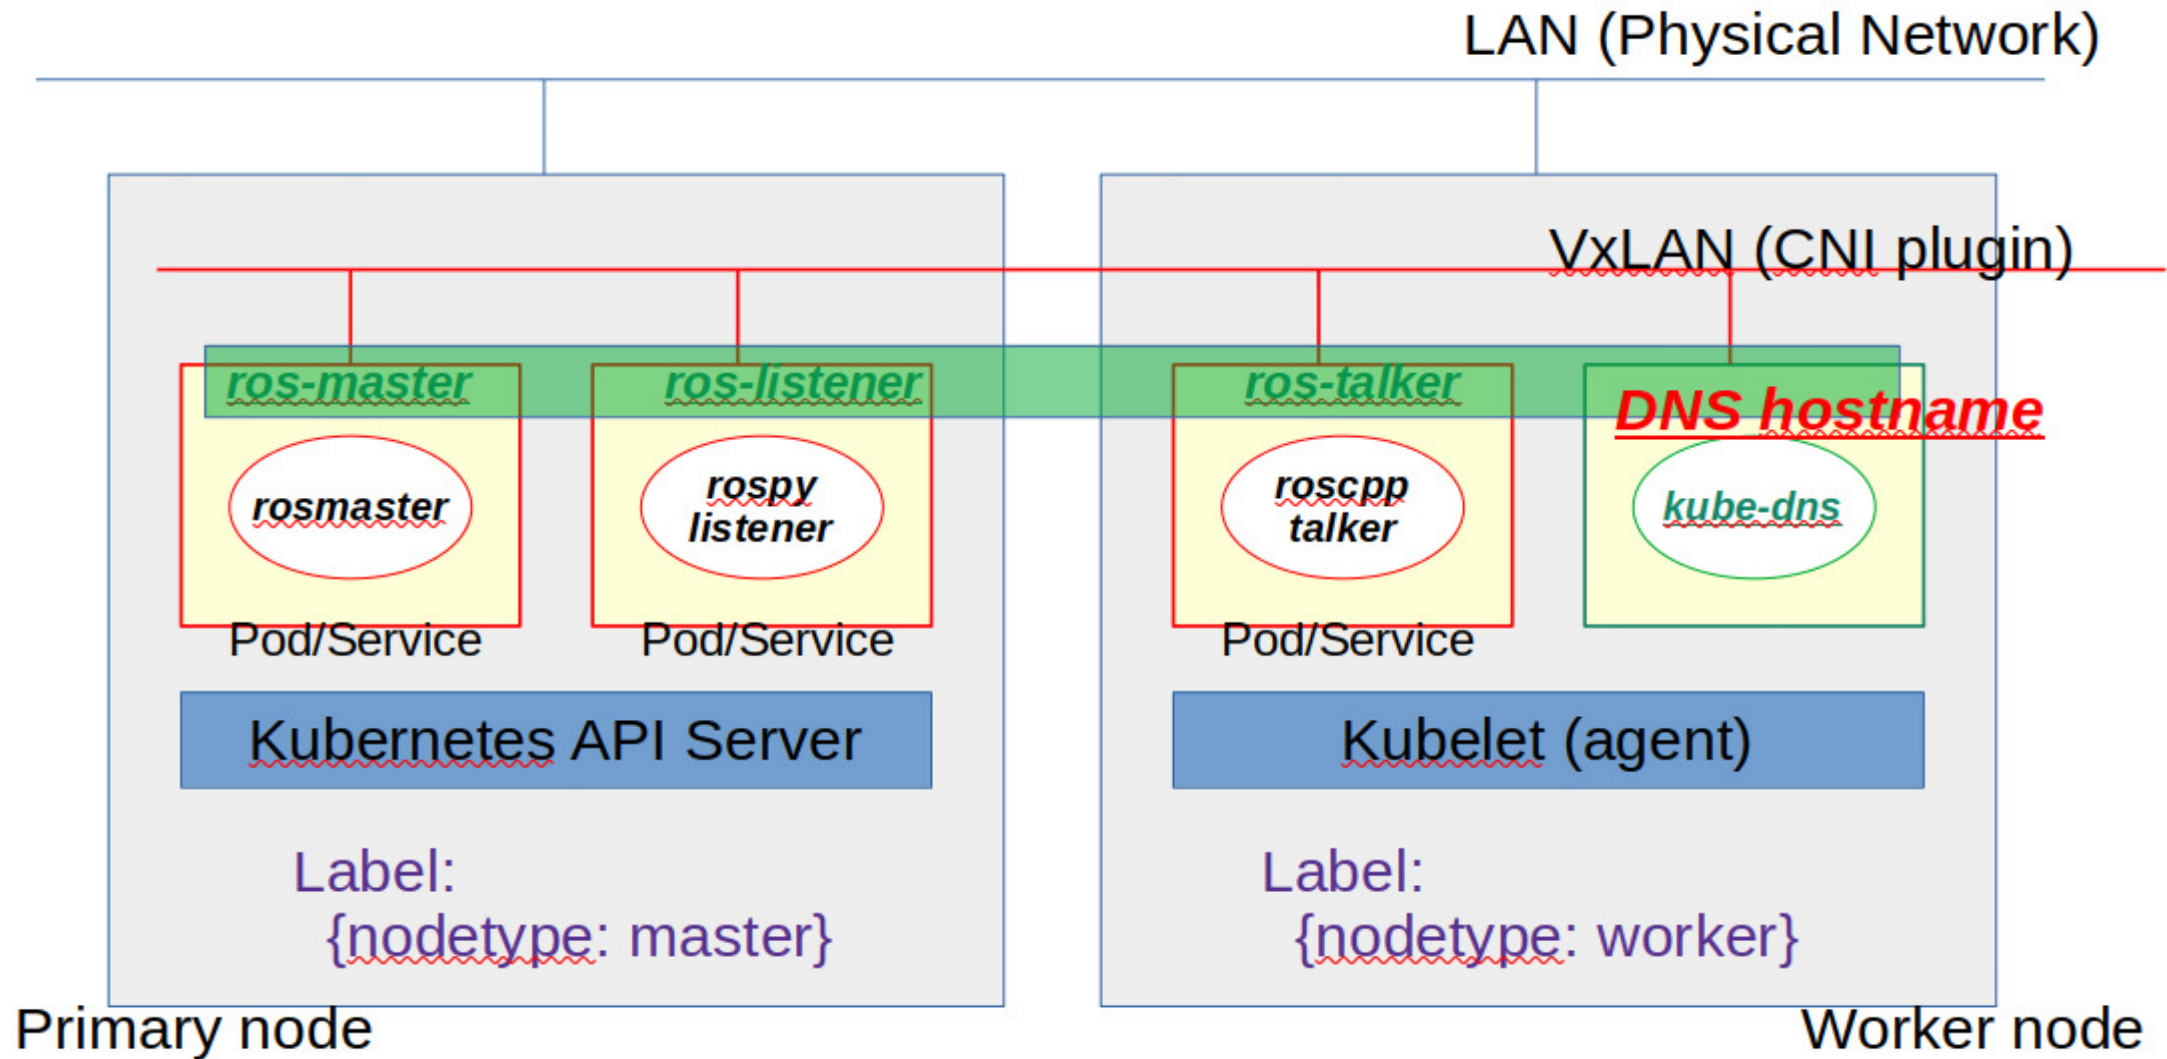 LAN (Physical Network)
VxLAN (CNI plugin)
ros-master
ros-listener
ros-talker
DNS hostname
rosmaster
rospy
listener
roscpp
talker
kube-dns
Pod/Service
Pod/Service
Pod/Service
Kubernetes API Server
Kubelet (agent)
Label:
{nodetype: master}
Label:
{nodetype: worker}
Primary node
Worker node